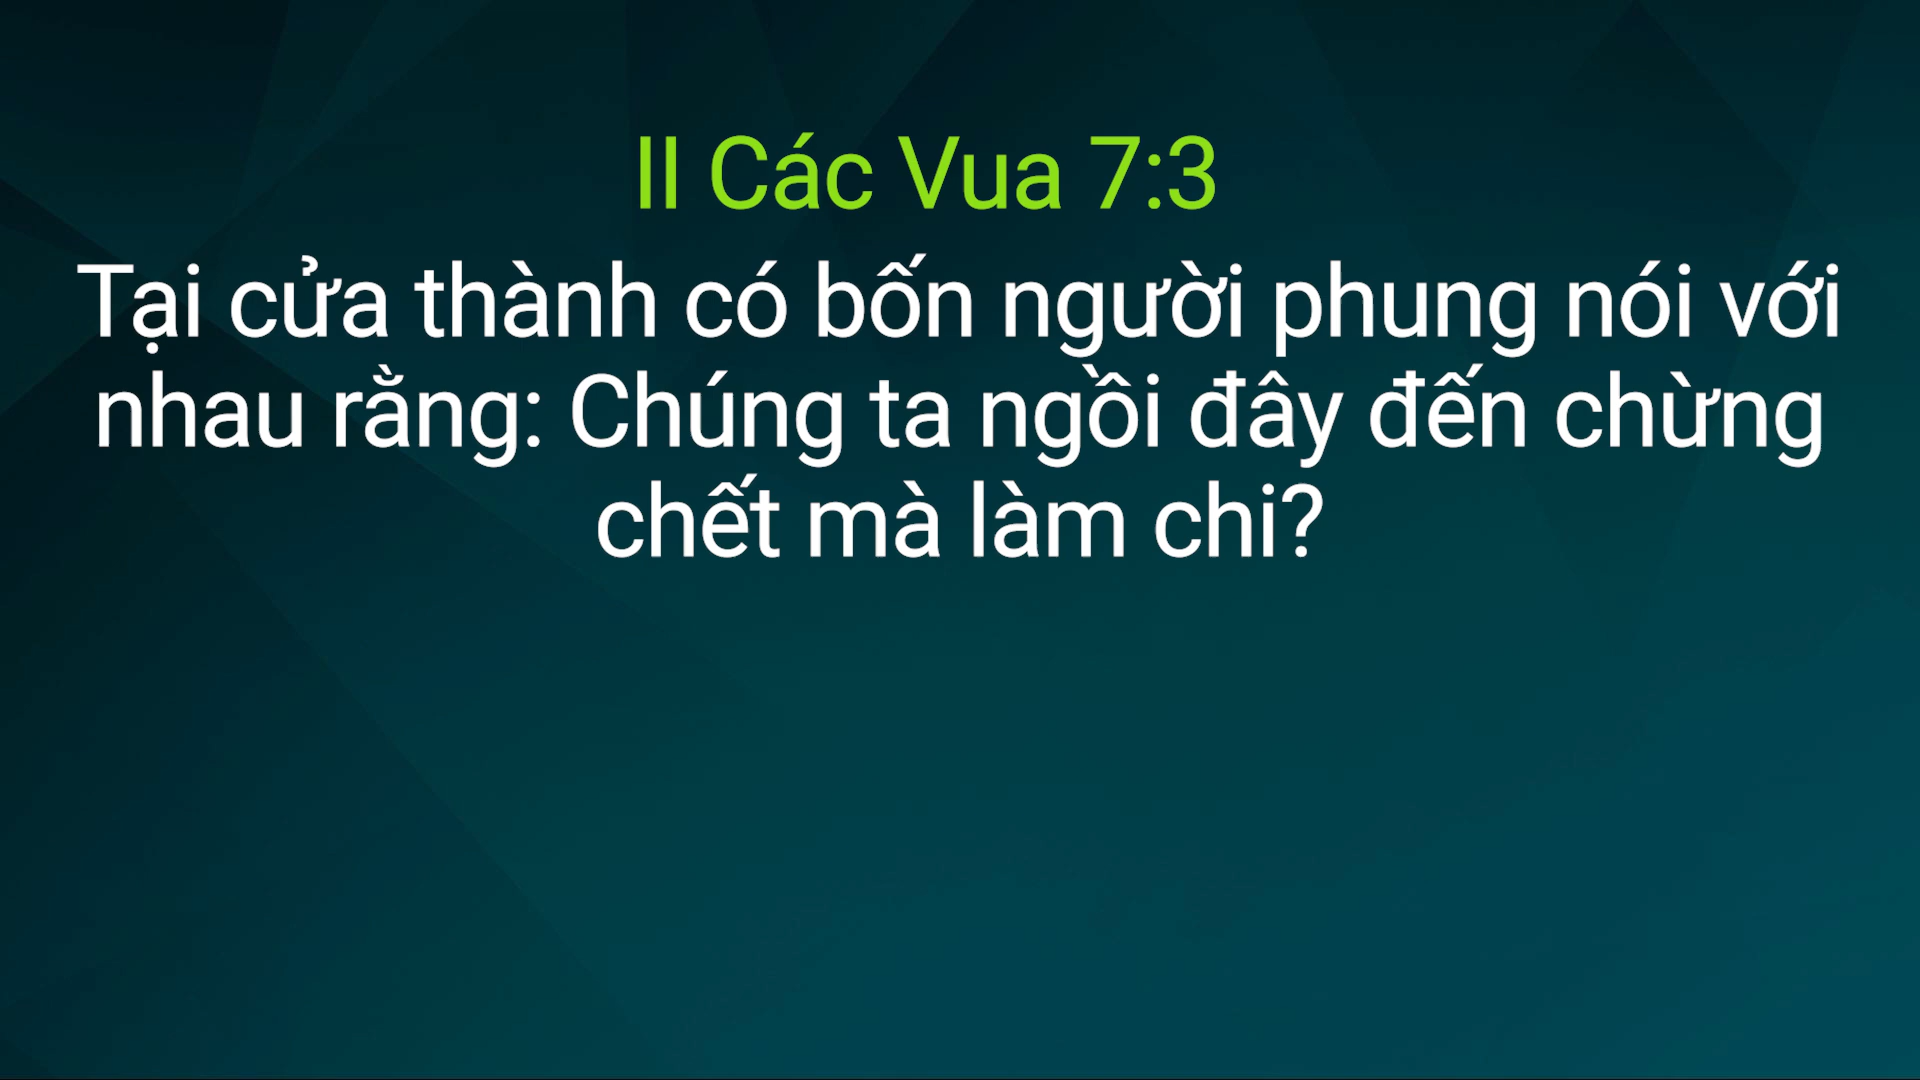 II Các Vua 7:3
Tại cửa thành có bốn người phung nói với
nhau rằng: Chúng ta ngồi đây đến chừng
chết mà làm chi?